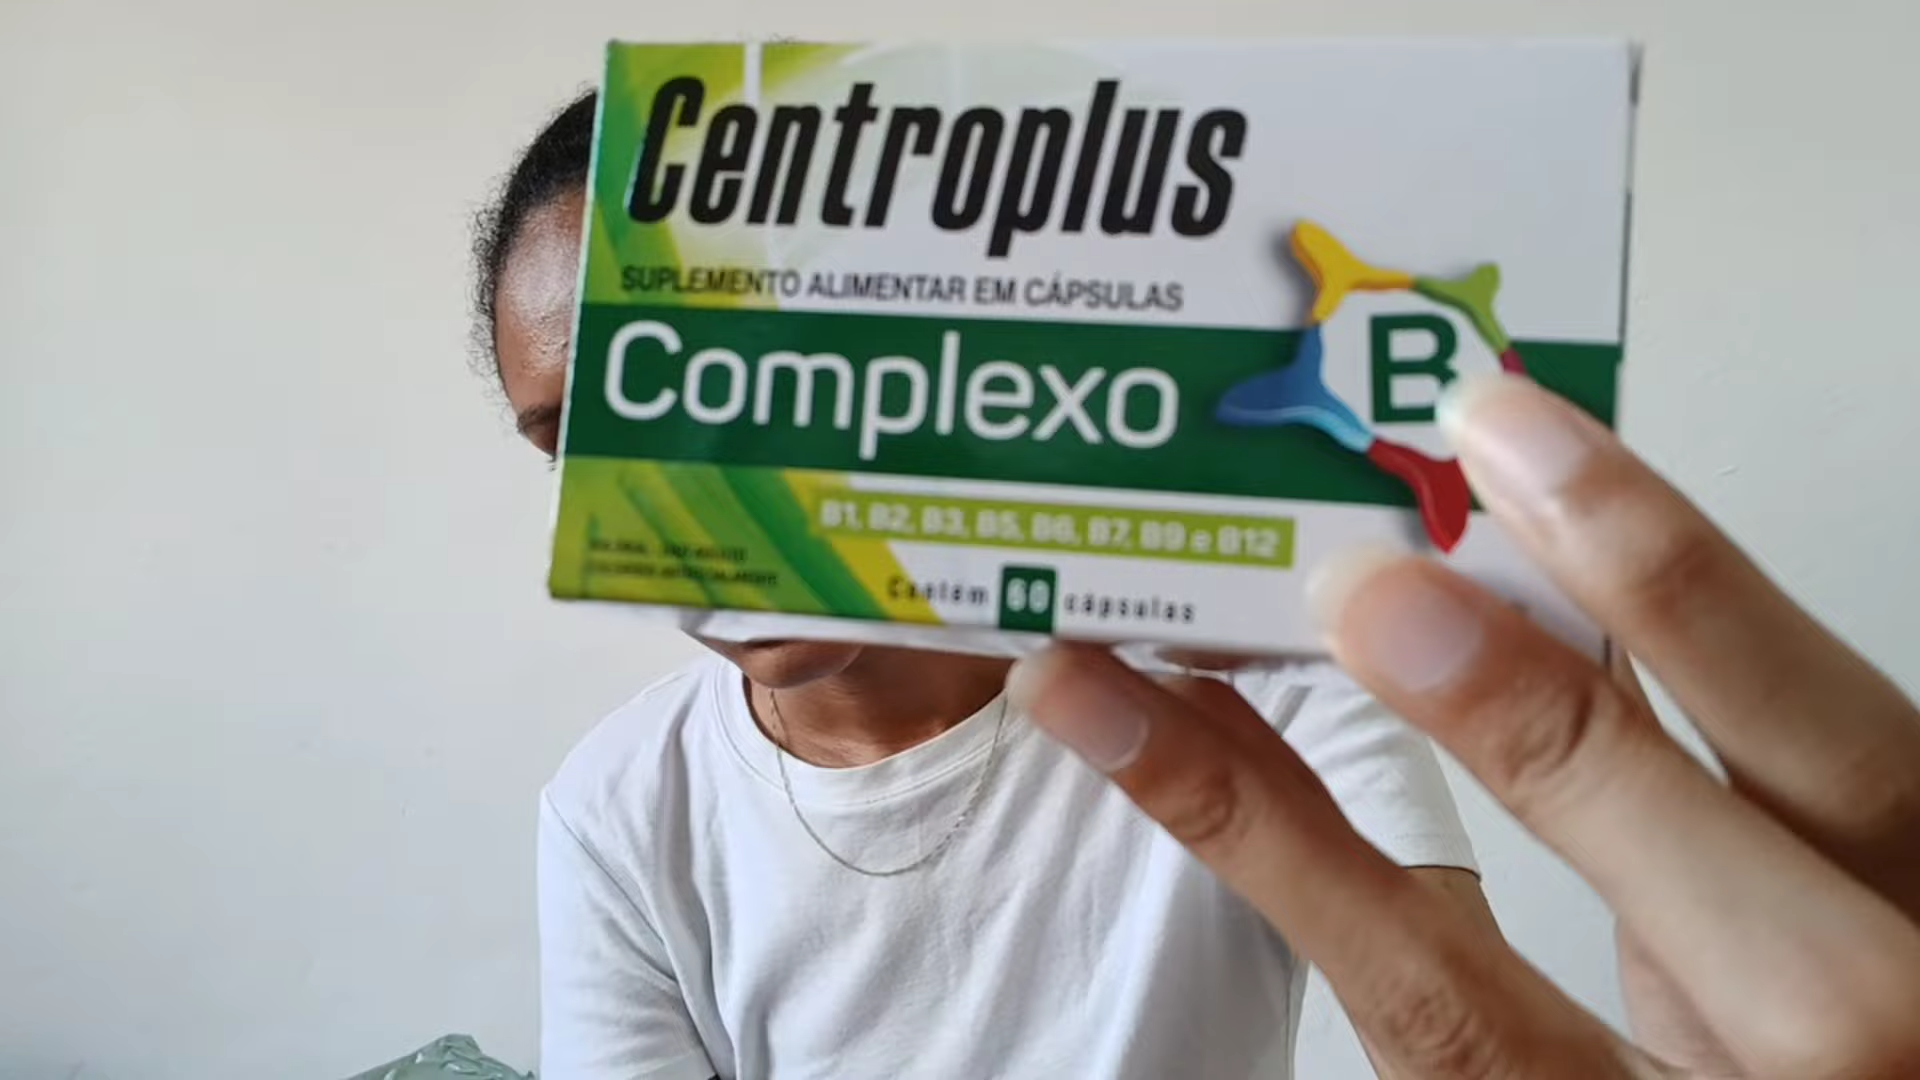 Centroplus
SUPLEMENTO ALIMENTAR EM CÁPSULAS
Complexo B
B1, B2, B3, B5, B6, B7, B9 e B12
Contém 60 cápsulas